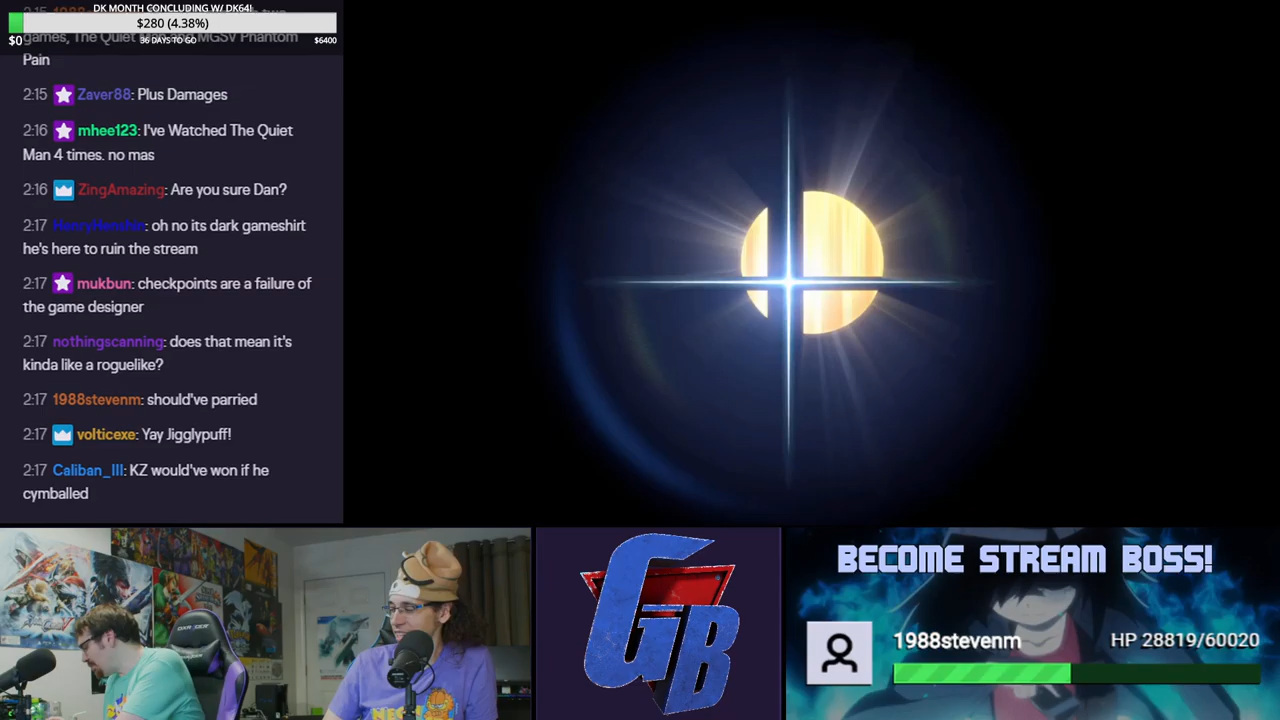 DK MONTH CONCLUDING W/ DK64!
$280 (4.38%)
$0
36 DAYS TO GO
$6400
games, The Quiet Man and MGSV Phantom
Pain
2:15 Zaver88: Plus Damages
2:16 mhee123: I've Watched The Quiet
Man 4 times. no mas
2:16 ZingAmazing: Are you sure Dan?
2:17 HenryHenshin: oh no its dark gameshirt
he's here to ruin the stream
2:17 mukbun: checkpoints are a failure of
the game designer
2:17 nothingscanning: does that mean it's
kinda like a roguelike?
2:17 1988stevenm: should've parried
2:17 volticexe: Yay Jigglypuff!
2:17 Caliban_III: KZ would've won if he
cymballed
GB
BECOME STREAM BOSS!
1988stevenm
HP 28819/60020